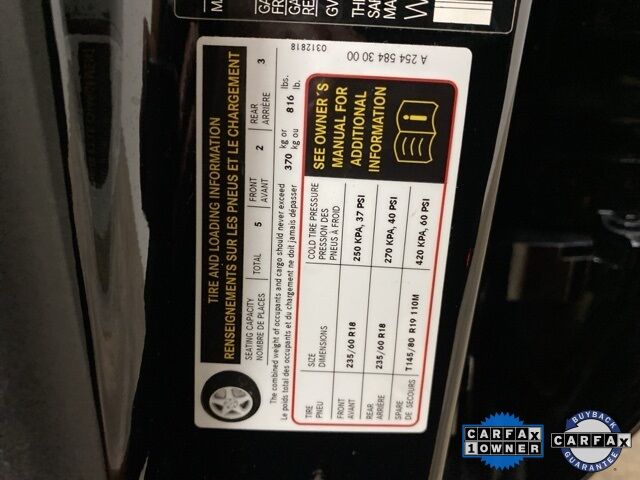 TIRE AND LOADING INFORMATION
RENSEIGNEMENTS SUR LES PNEUS ET LE CHARGEMENT
SEATING CAPACITY TOTAL 5 FRONT 2 REAR 3
NOMBRE DE PLACES AVANT ARRIÈRE
The combined weight of occupants and cargo should never exceed 370 kg or 816 lbs.
Le poids total des occupants et du chargement ne doit jamais dépasser kg ou lb.
TIRE SIZE COLD TIRE PRESSURE
PNEU DIMENSIONS PRESSION DES
PNEUS À FROID
FRONT 235/60 R18 250 KPA, 37 PSI
AVANT
REAR 235/60 R18 270 KPA, 40 PSI
ARRIÈRE
SPARE T145/80 R19 110M 420 KPA, 60 PSI
DE SECOURS
SEE OWNER´S
MANUAL FOR
ADDITIONAL
INFORMATION
i
0312818
A 254 584 30 00
CARFAX
1 OWNER
BUYBACK
CARFAX
GUARANTEE